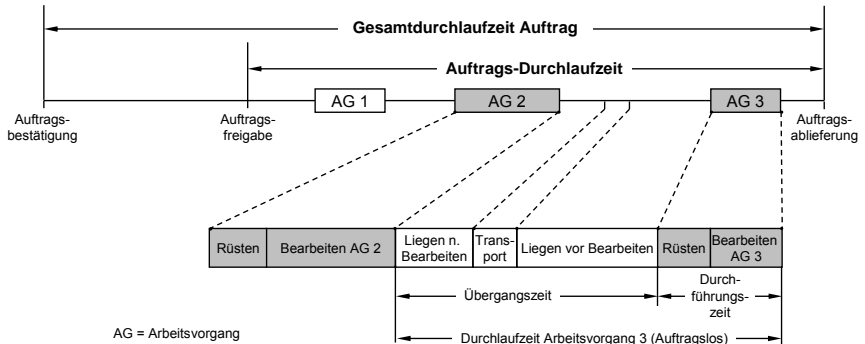 Gesamtdurchlaufzeit Auftrag
Auftrags-Durchlaufzeit
AG 1
AG 2
AG 3
Auftrags-
bestätigung
Auftrags-
freigabe
Auftrags-
ablieferung
Rüsten
Bearbeiten AG 2
Liegen n.
Bearbeiten
Trans-
port
Liegen vor Bearbeiten
Rüsten
Bearbeiten
AG 3
Übergangszeit
Durch-
führungs-
zeit
AG = Arbeitsvorgang
Durchlaufzeit Arbeitsvorgang 3 (Auftragslos)